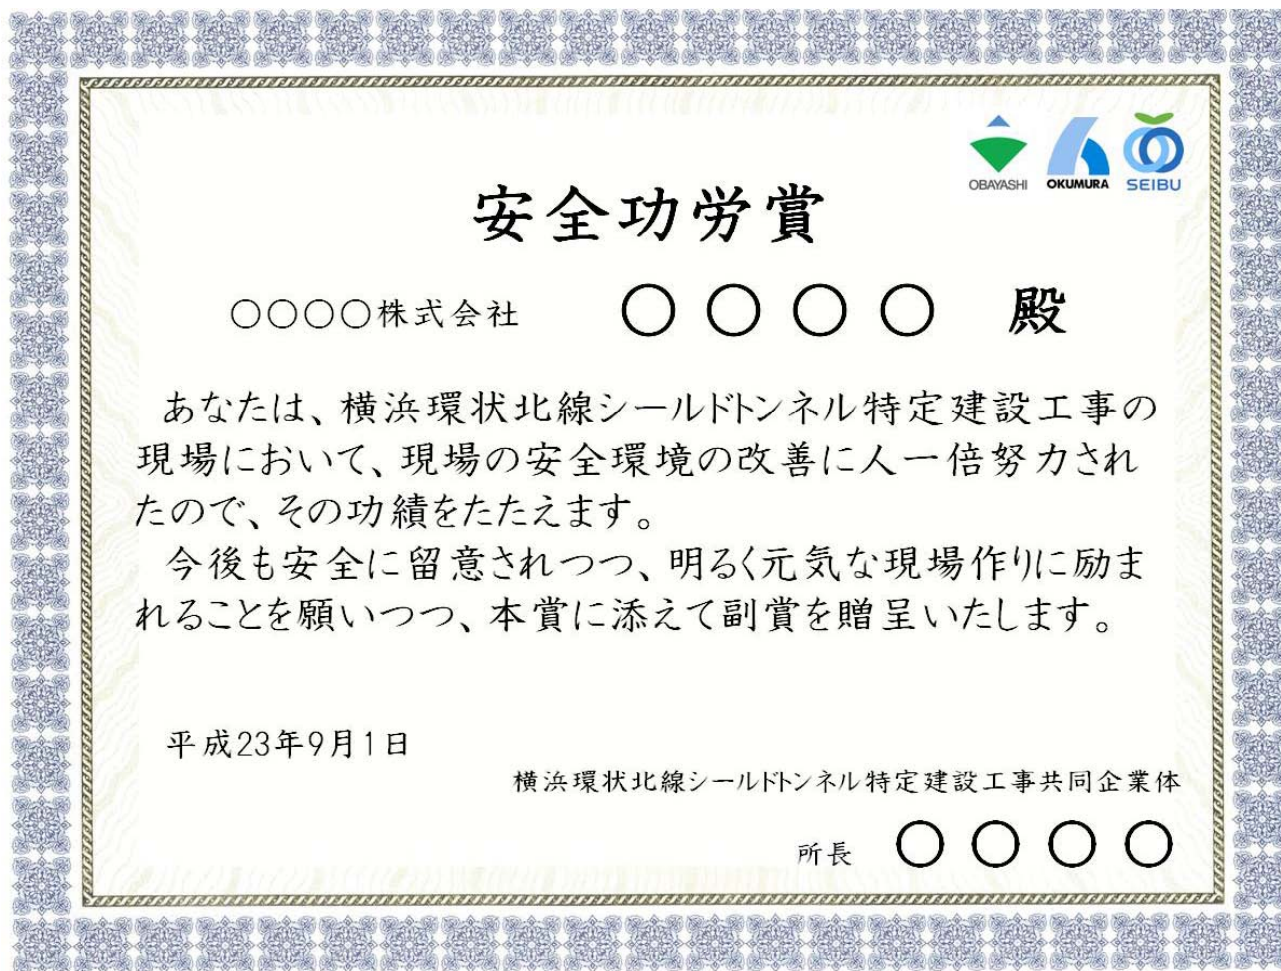 OBAYASHI OKUMURA SEIBU
安全功労賞
○○○○株式会社 ○○○○ 殿
あなたは、横浜環状北線シールドトンネル特定建設工事の
現場において、現場の安全環境の改善に人一倍努力され
たので、その功績をたたえます。
今後も安全に留意されつつ、明るく元気な現場作りに励ま
れることを願いつつ、本賞に添えて副賞を贈呈いたします。
平成23年9月1日
横浜環状北線シールドトンネル特定建設工事共同企業体
所長 ○○○○